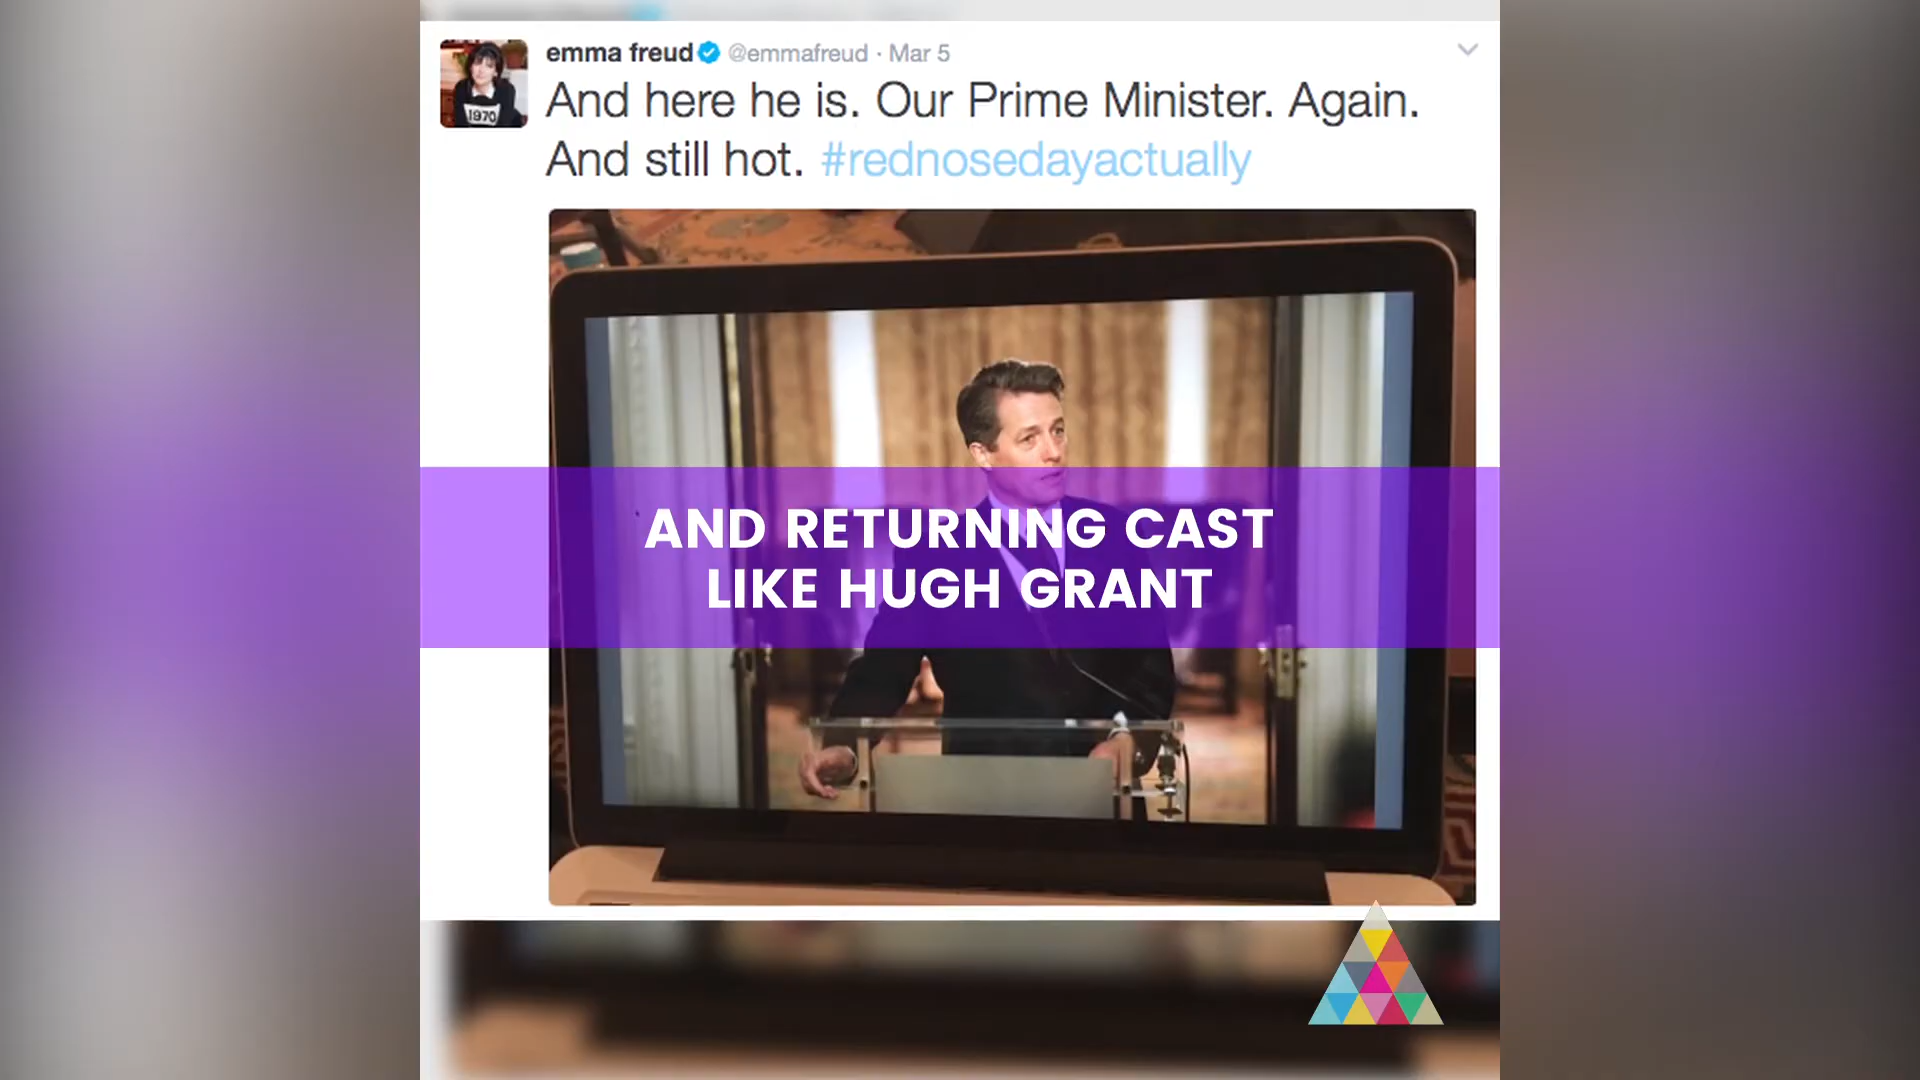 emma freud @emmafreud · Mar 5
And here he is. Our Prime Minister. Again.
And still hot. #rednosedayactually
1970
AND RETURNING CAST
LIKE HUGH GRANT